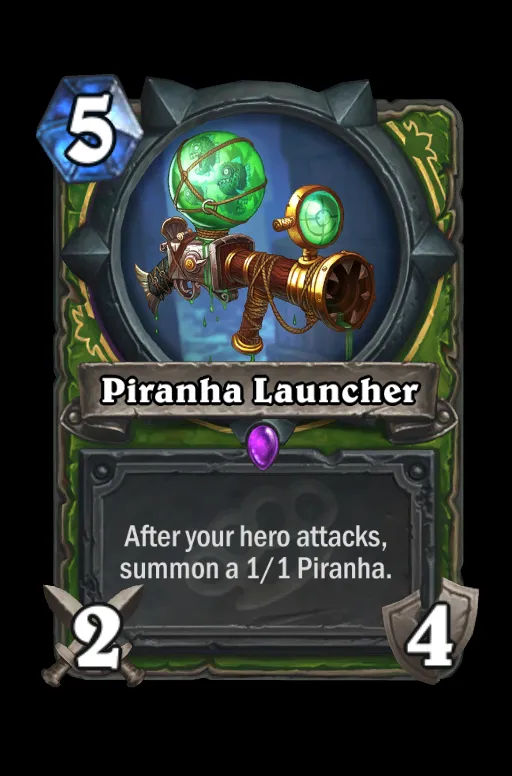 5
Piranha Launcher
After your hero attacks,
summon a 1/1 Piranha.
2
4